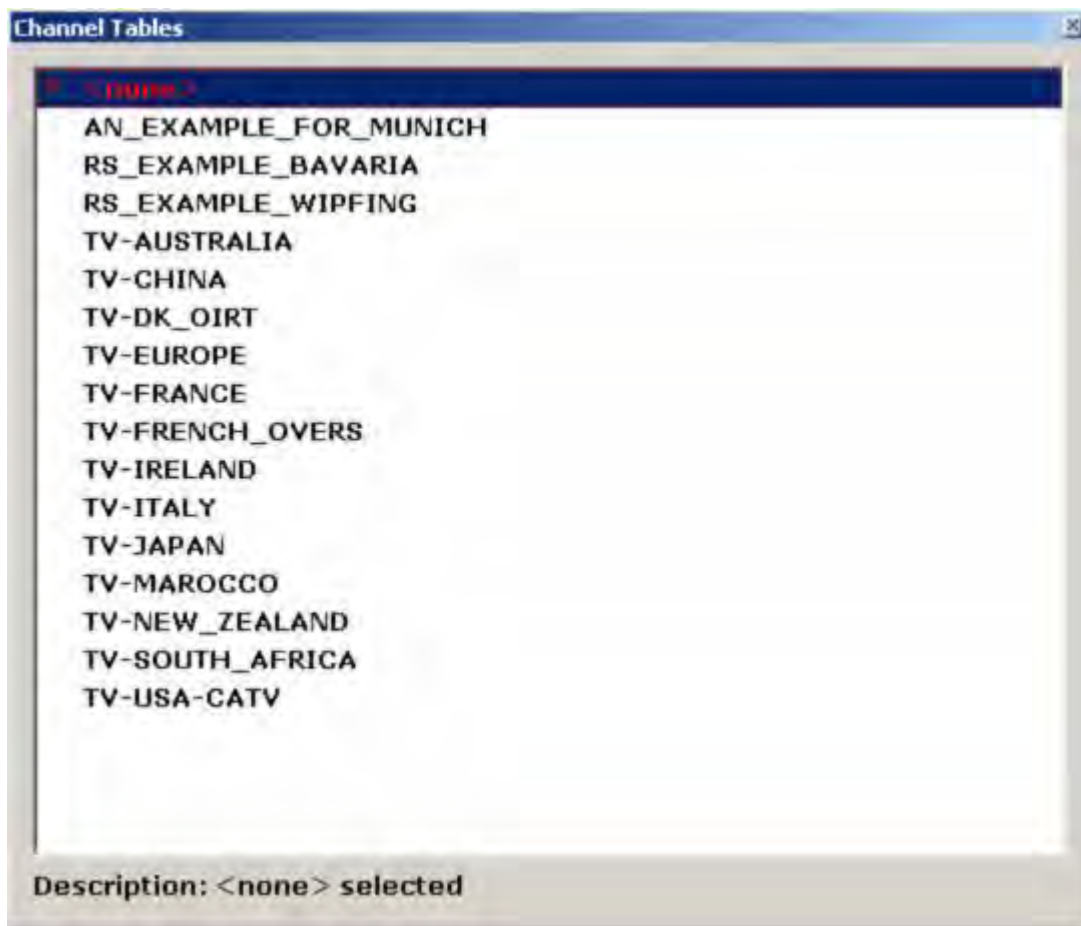 Channel Tables
* <none>
AN_EXAMPLE_FOR_MUNICH
RS_EXAMPLE_BAVARIA
RS_EXAMPLE_WIPFING
TV-AUSTRALIA
TV-CHINA
TV-DK_OIRT
TV-EUROPE
TV-FRANCE
TV-FRENCH_OVERS
TV-IRELAND
TV-ITALY
TV-JAPAN
TV-MAROCCO
TV-NEW_ZEALAND
TV-SOUTH_AFRICA
TV-USA-CATV
Description: <none> selected